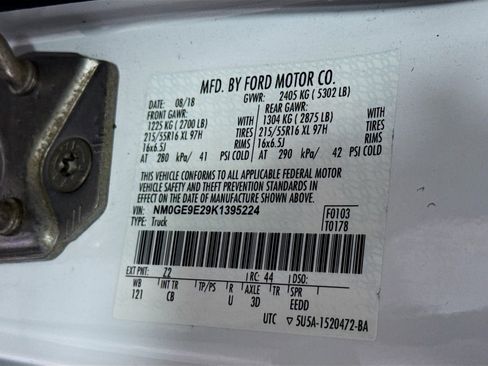 MFD. BY FORD MOTOR CO.
DATE: 08/18 GVWR: 2405 KG ( 5302 LB)
FRONT GAWR: REAR GAWR:
1225 KG ( 2700 LB) 1304 KG ( 2875 LB)
215/55R16 XL 97H TIRES 215/55R16 XL 97H TIRES
16x6.5J RIMS 16x6.5J RIMS
AT 280 kPa/ 41 PSI COLD AT 290 kPa/ 42 PSI COLD
THIS VEHICLE CONFORMS TO ALL APPLICABLE FEDERAL MOTOR
VEHICLE SAFETY AND THEFT PREVENTION STANDARDS IN
EFFECT ON THE DATE OF MANUFACTURE SHOWN ABOVE.
VIN: NM0GE9E29K1395224 F0103
TYPE: Truck T0178
EXT PNT: Z2 RC: 44 DSO:
WB INT TR TP/PS R AXLE TR SPR
121 CB U 3D EEDD
UTC ▽ 5U5A-1520472-BA